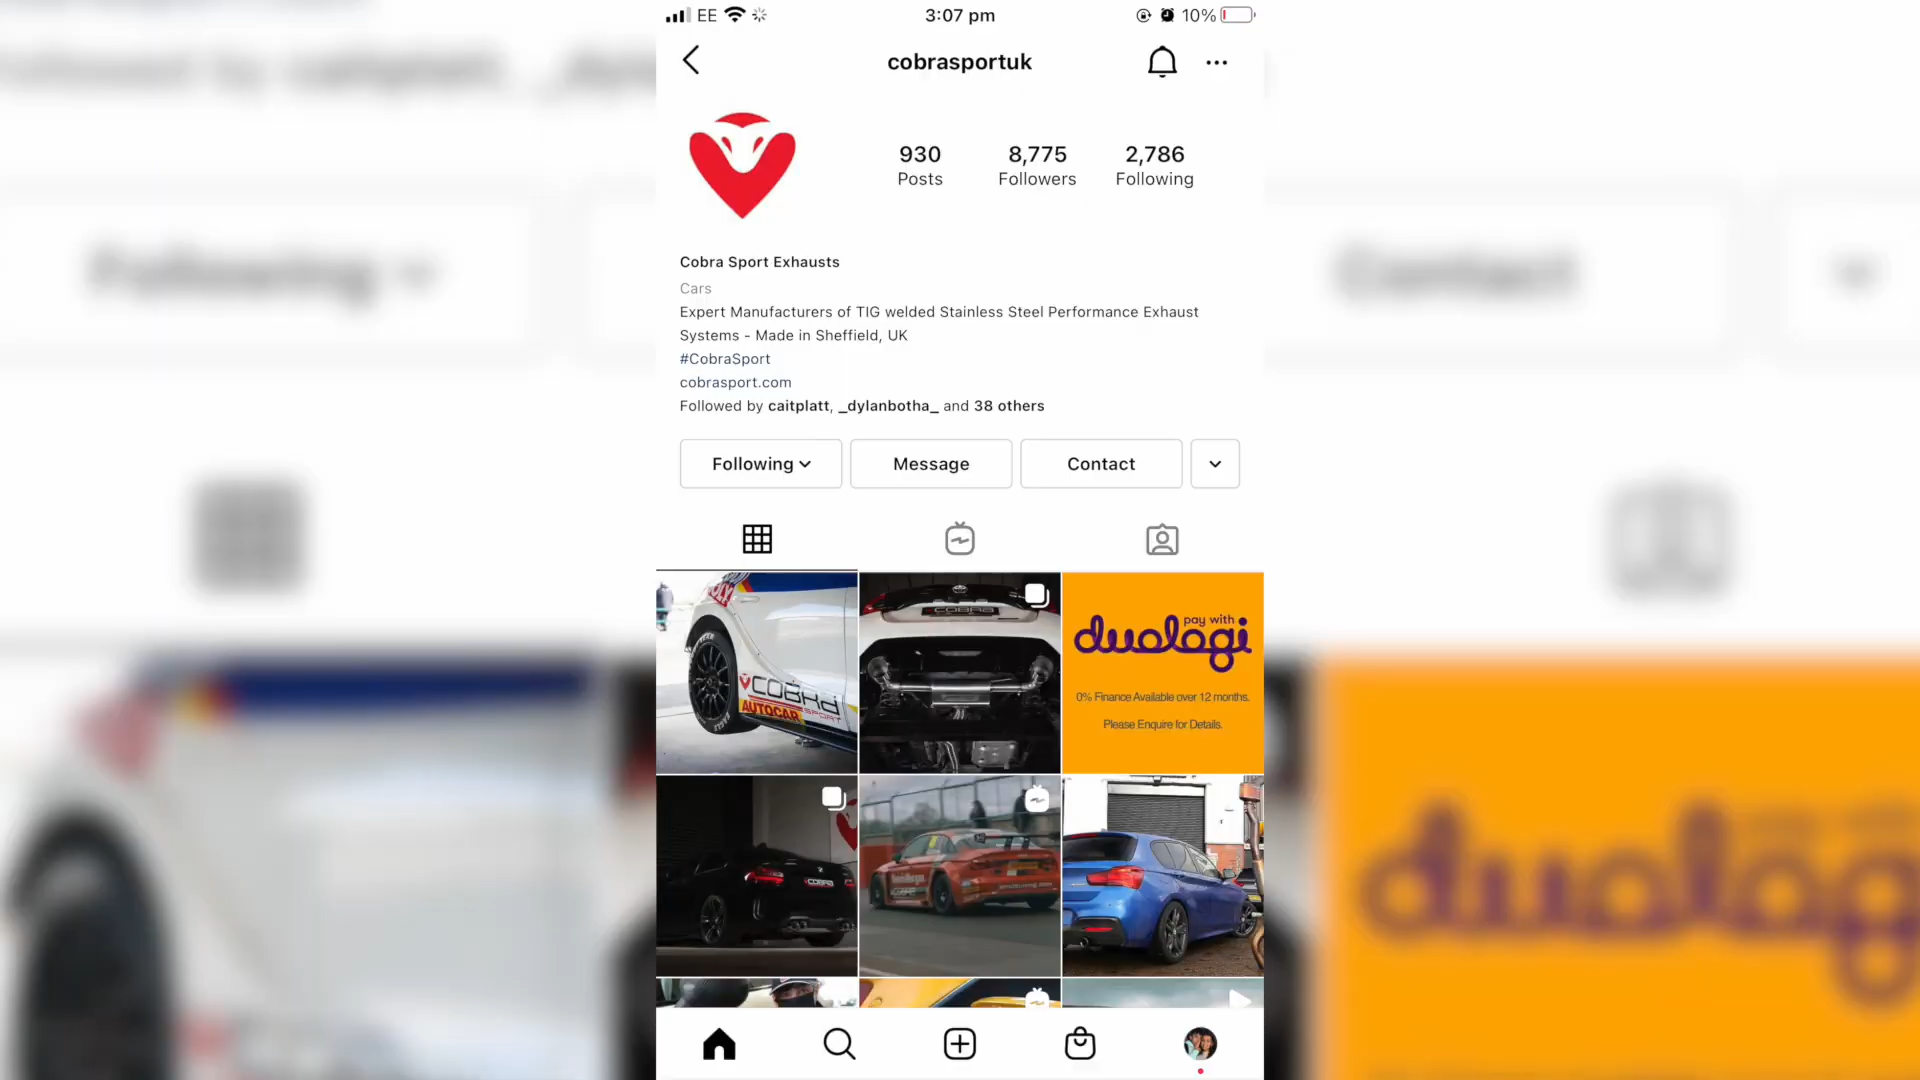 EE
3:07 pm
10%
cobrasportuk
930
Posts
8,775
Followers
2,786
Following
Cobra Sport Exhausts
Cars
Expert Manufacturers of TIG welded Stainless Steel Performance Exhaust
Systems - Made in Sheffield, UK
#CobraSport
cobrasport.com
Followed by caitplatt, _dylanbotha_ and 38 others
Following
Message
Contact
COBRA
SPORT
AUTOCAR
COBRA
pay with
duologi
0% Finance Available over 12 months.
Please Enquire for Details.
COBRA